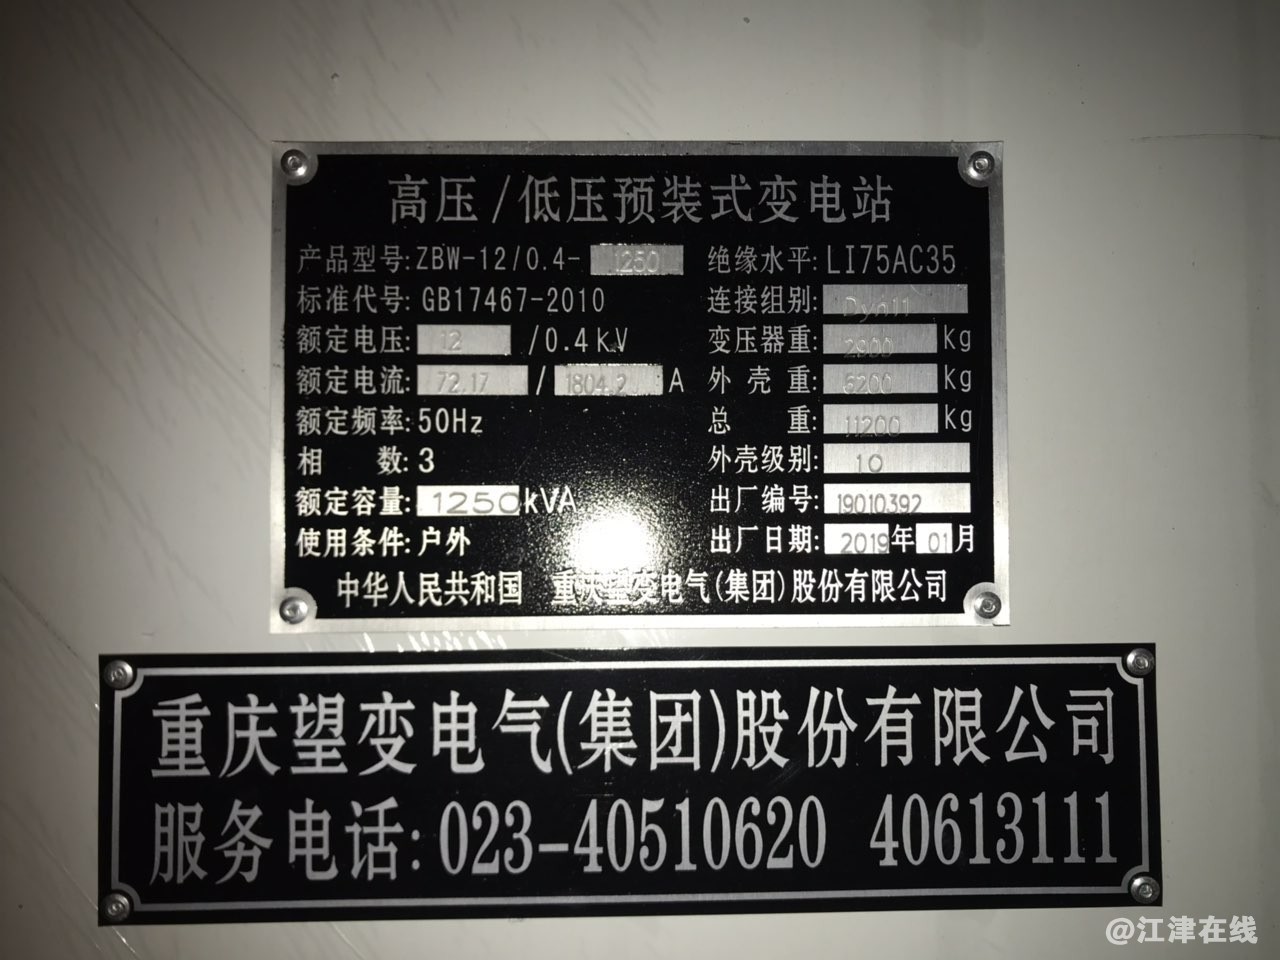 高压/低压预装式变电站
产品型号:ZBW-12/0.4-1250 绝缘水平:LI75AC35
标准代号:GB17467-2010 连接组别:Dyn11
额定电压:12/0.4kV 变压器重:2900kg
额定电流:72.17/1804.2A 外壳重:6200kg
额定频率:50Hz 总重:11200kg
相数:3 外壳级别:10
额定容量:1250kVA 出厂编号:19010392
使用条件:户外 出厂日期:2019年01月
中华人民共和国 重庆望变电气(集团)股份有限公司
重庆望变电气(集团)股份有限公司
服务电话:023-40510620 40613111
@江津在线